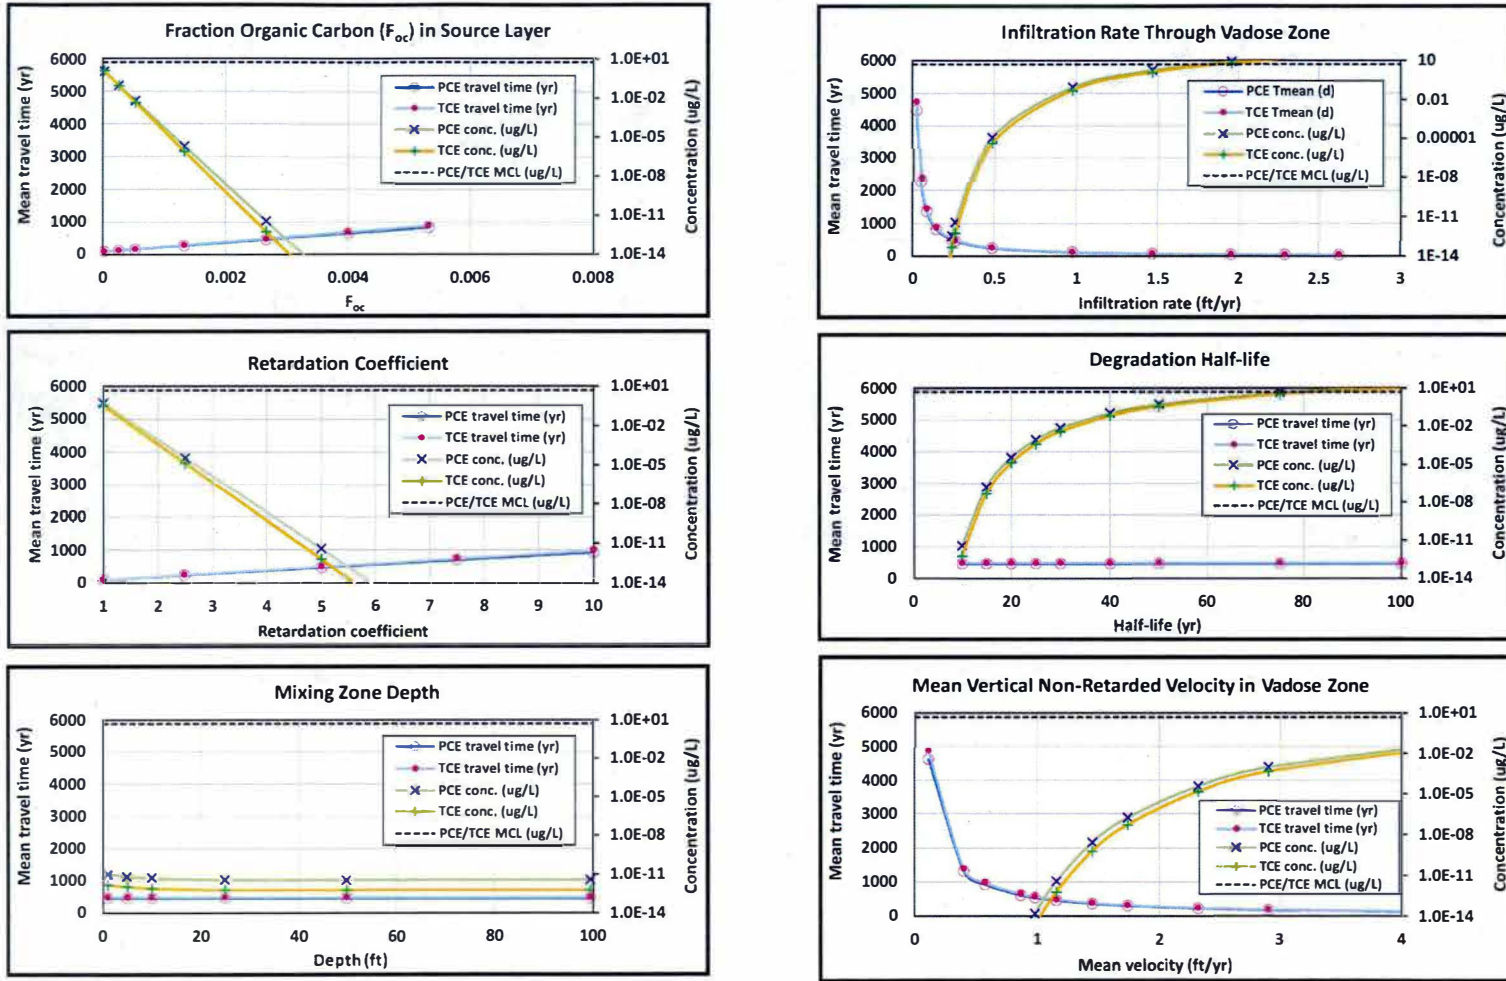 Fraction Organic Carbon (Foc) in Source Layer
6000
5000
4000
3000
2000
1000
0
Mean travel time (yr)
1.0E+01
1.0E-02
1.0E-05
1.0E-08
1.0E-11
1.0E-14
Concentration (ug/L)
PCE travel time (yr)
TCE travel time (yr)
PCE conc. (ug/L)
TCE conc. (ug/L)
PCE/TCE MCL (ug/L)
0 0.002 0.004 0.006 0.008
Foc
Infiltration Rate Through Vadose Zone
6000
5000
4000
3000
2000
1000
0
Mean travel time (yr)
10
0.01
0.00001
1E-08
1E-11
1E-14
Concentration (ug/L)
PCE Tmean (d)
TCE Tmean (d)
PCE conc. (ug/L)
TCE conc. (ug/L)
PCE/TCE MCL (ug/L)
0 0.5 1 1.5 2 2.5 3
Infiltration rate (ft/yr)
Retardation Coefficient
6000
5000
4000
3000
2000
1000
0
Mean travel time (yr)
1.0E+01
1.0E-02
1.0E-05
1.0E-08
1.0E-11
1.0E-14
Concentration (ug/L)
PCE travel time (yr)
TCE travel time (yr)
PCE conc. (ug/L)
TCE conc. (ug/L)
PCE/TCE MCL (ug/L)
1 2 3 4 5 6 7 8 9 10
Retardation coefficient
Degradation Half-life
6000
5000
4000
3000
2000
1000
0
Mean travel time (yr)
1.0E+01
1.0E-02
1.0E-05
1.0E-08
1.0E-11
1.0E-14
Concentration (ug/L)
PCE travel time (yr)
TCE travel time (yr)
PCE conc. (ug/L)
TCE conc. (ug/L)
PCE/TCE MCL (ug/L)
0 20 40 60 80 100
Half-life (yr)
Mixing Zone Depth
6000
5000
4000
3000
2000
1000
0
Mean travel time (yr)
1.0E+01
1.0E-02
1.0E-05
1.0E-08
1.0E-11
1.0E-14
Concentration (ug/L)
PCE travel time (yr)
TCE travel time (yr)
PCE conc. (ug/L)
TCE conc. (ug/L)
PCE/TCE MCL (ug/L)
0 20 40 60 80 100
Depth (ft)
Mean Vertical Non-Retarded Velocity in Vadose Zone
6000
5000
4000
3000
2000
1000
0
Mean travel time (yr)
1.0E+01
1.0E-02
1.0E-05
1.0E-08
1.0E-11
1.0E-14
Concentration (ug/L)
PCE travel time (yr)
TCE travel time (yr)
PCE conc. (ug/L)
TCE conc. (ug/L)
PCE/TCE MCL (ug/L)
0 1 2 3 4
Mean velocity (ft/yr)